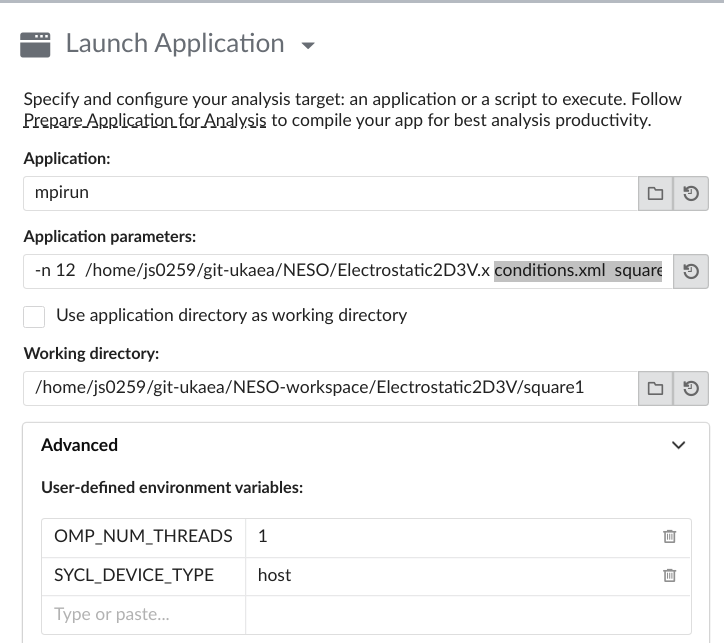 Launch Application
Specify and configure your analysis target: an application or a script to execute. Follow
Prepare Application for Analysis to compile your app for best analysis productivity.
Application:
mpirun
Application parameters:
-n 12  /home/js0259/git-ukaea/NESO/Electrostatic2D3V.x conditions.xml  square
Use application directory as working directory
Working directory:
/home/js0259/git-ukaea/NESO-workspace/Electrostatic2D3V/square1
Advanced
User-defined environment variables:
OMP_NUM_THREADS 1
SYCL_DEVICE_TYPE host
Type or paste...